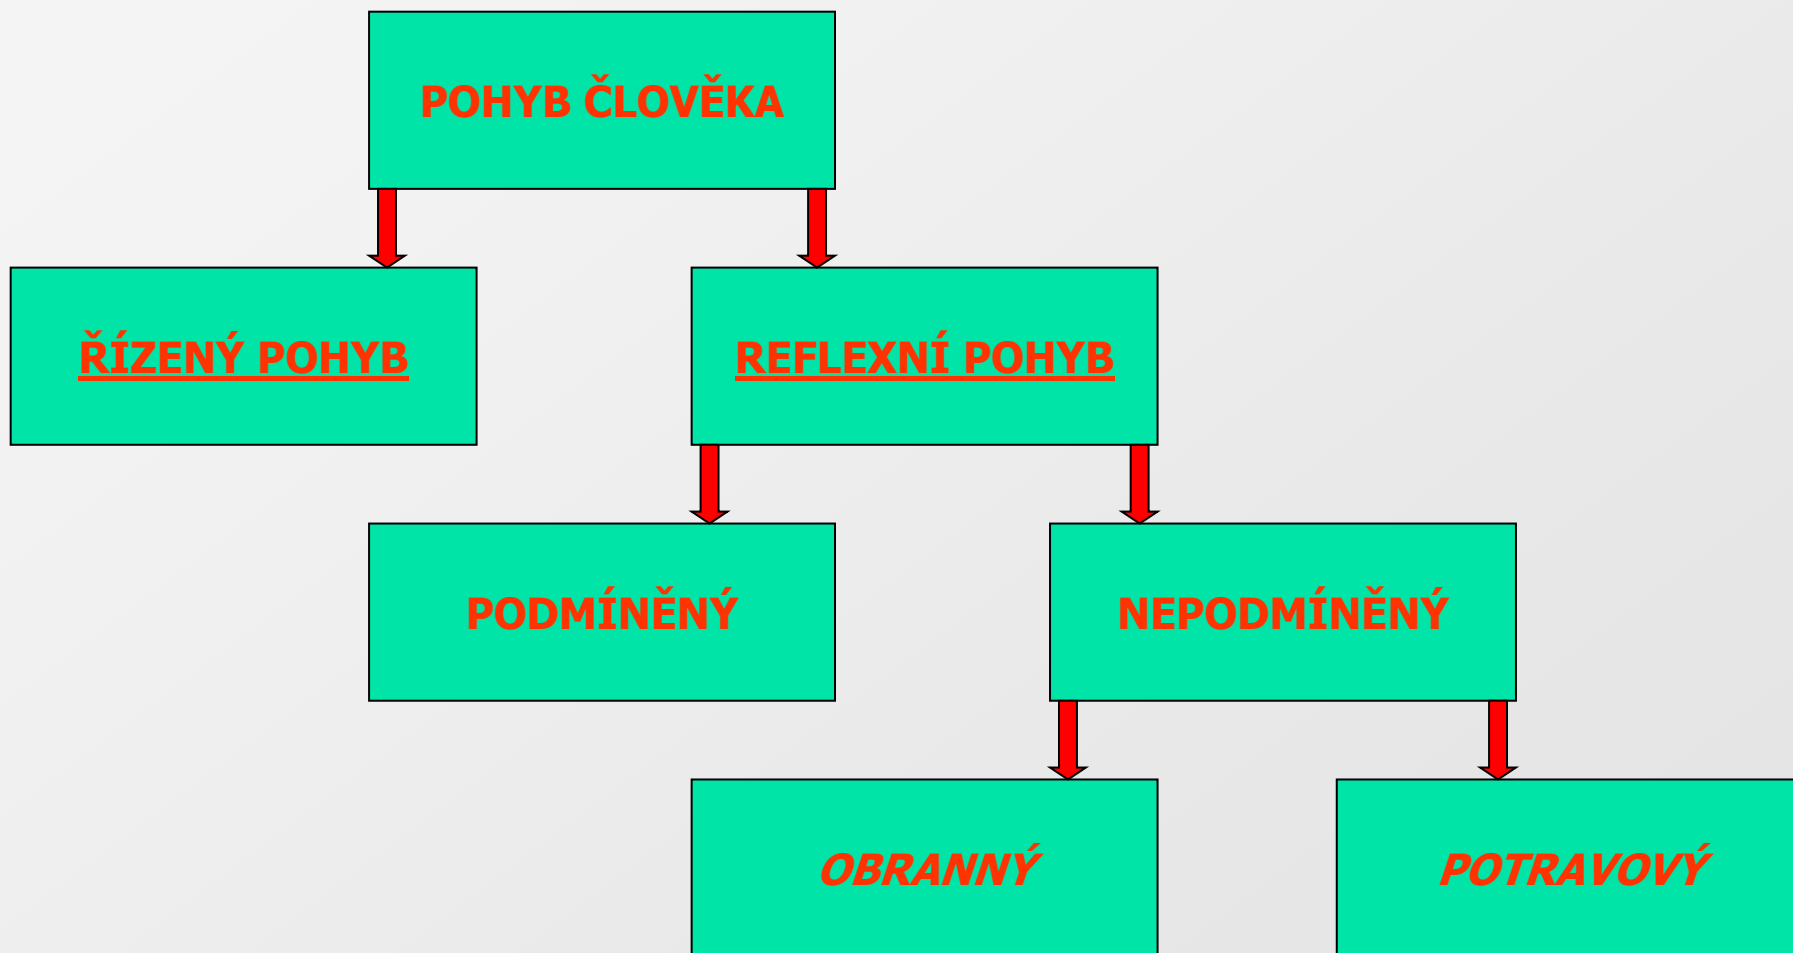 POHYB ČLOVĚKA
ŘÍZENÝ POHYB
REFLEXNÍ POHYB
PODMÍNĚNÝ
NEPODMÍNĚNÝ
OBRANNÝ
POTRAVOVÝ